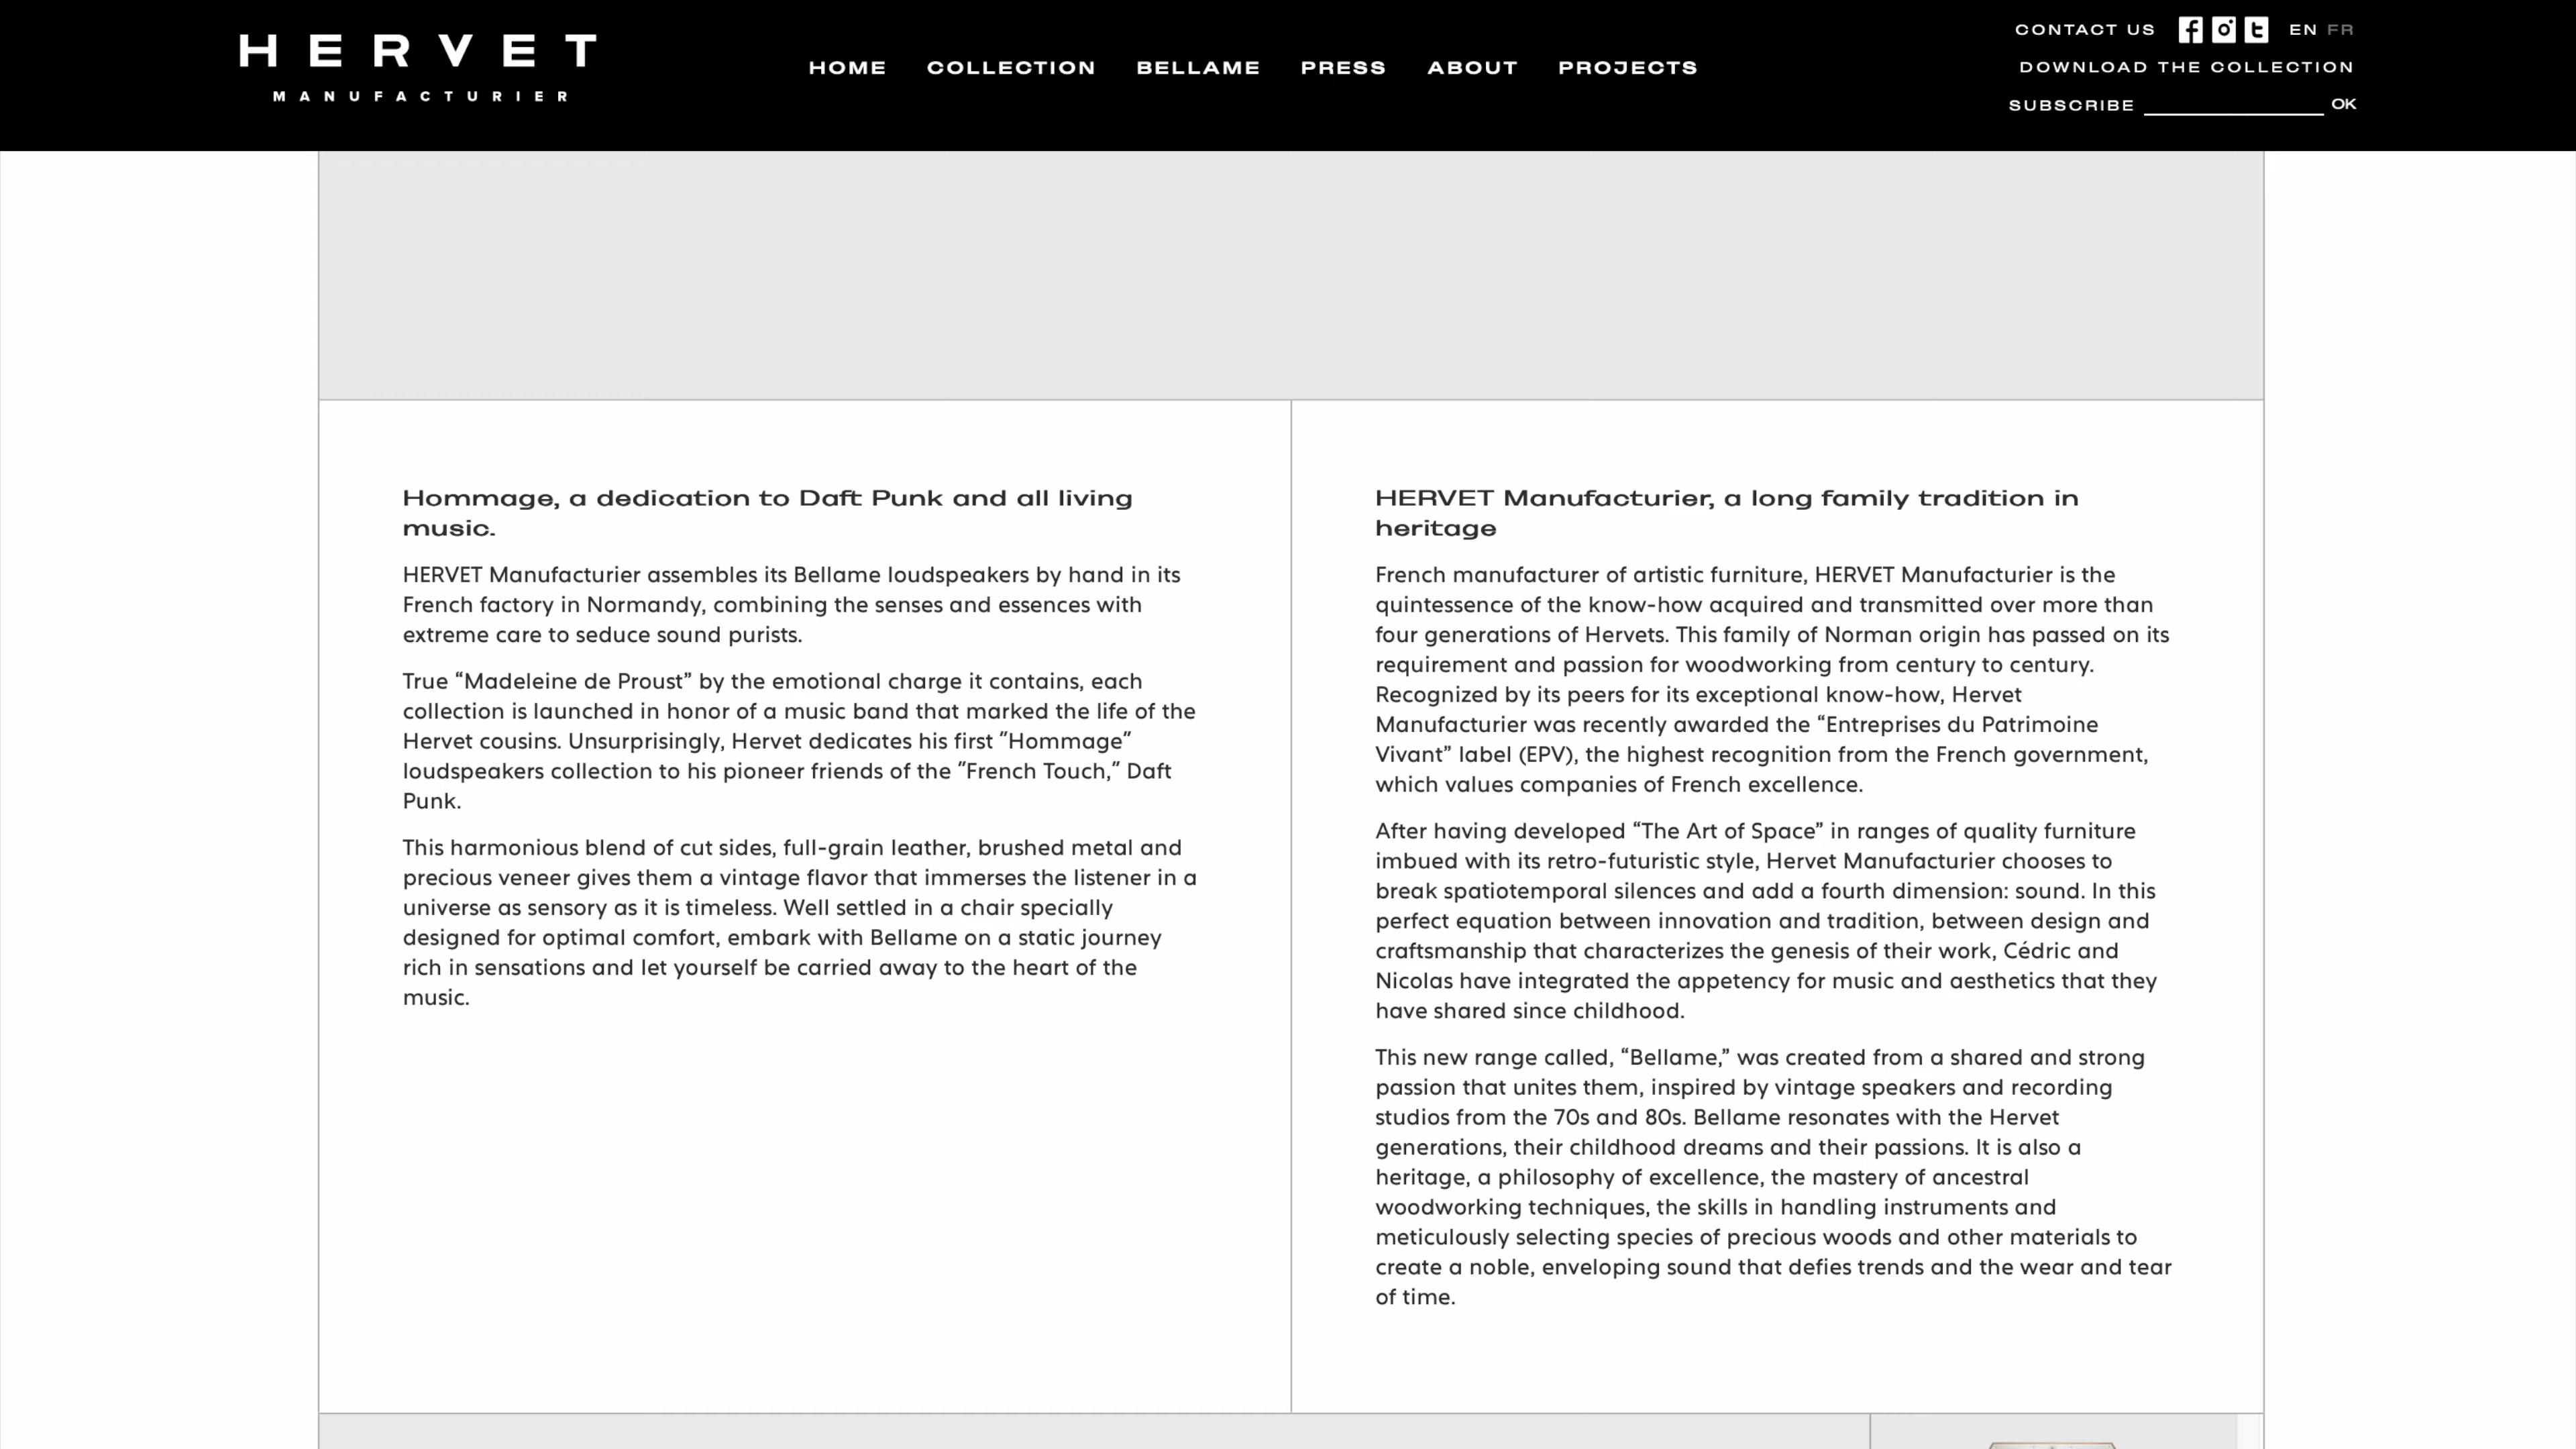 HERVET
MANUFACTURIER
HOME COLLECTION BELLAME PRESS ABOUT PROJECTS
CONTACT US EN FR
DOWNLOAD THE COLLECTION
SUBSCRIBE OK
Hommage, a dedication to Daft Punk and all living
music.
HERVET Manufacturier assembles its Bellame loudspeakers by hand in its
French factory in Normandy, combining the senses and essences with
extreme care to seduce sound purists.
True “Madeleine de Proust” by the emotional charge it contains, each
collection is launched in honor of a music band that marked the life of the
Hervet cousins. Unsurprisingly, Hervet dedicates his first "Hommage"
loudspeakers collection to his pioneer friends of the "French Touch," Daft
Punk.
This harmonious blend of cut sides, full-grain leather, brushed metal and
precious veneer gives them a vintage flavor that immerses the listener in a
universe as sensory as it is timeless. Well settled in a chair specially
designed for optimal comfort, embark with Bellame on a static journey
rich in sensations and let yourself be carried away to the heart of the
music.
HERVET Manufacturier, a long family tradition in
heritage
French manufacturer of artistic furniture, HERVET Manufacturier is the
quintessence of the know-how acquired and transmitted over more than
four generations of Hervets. This family of Norman origin has passed on its
requirement and passion for woodworking from century to century.
Recognized by its peers for its exceptional know-how, Hervet
Manufacturier was recently awarded the “Entreprises du Patrimoine
Vivant” label (EPV), the highest recognition from the French government,
which values companies of French excellence.
After having developed “The Art of Space” in ranges of quality furniture
imbued with its retro-futuristic style, Hervet Manufacturier chooses to
break spatiotemporal silences and add a fourth dimension: sound. In this
perfect equation between innovation and tradition, between design and
craftsmanship that characterizes the genesis of their work, Cédric and
Nicolas have integrated the appetency for music and aesthetics that they
have shared since childhood.
This new range called, “Bellame,” was created from a shared and strong
passion that unites them, inspired by vintage speakers and recording
studios from the 70s and 80s. Bellame resonates with the Hervet
generations, their childhood dreams and their passions. It is also a
heritage, a philosophy of excellence, the mastery of ancestral
woodworking techniques, the skills in handling instruments and
meticulously selecting species of precious woods and other materials to
create a noble, enveloping sound that defies trends and the wear and tear
of time.